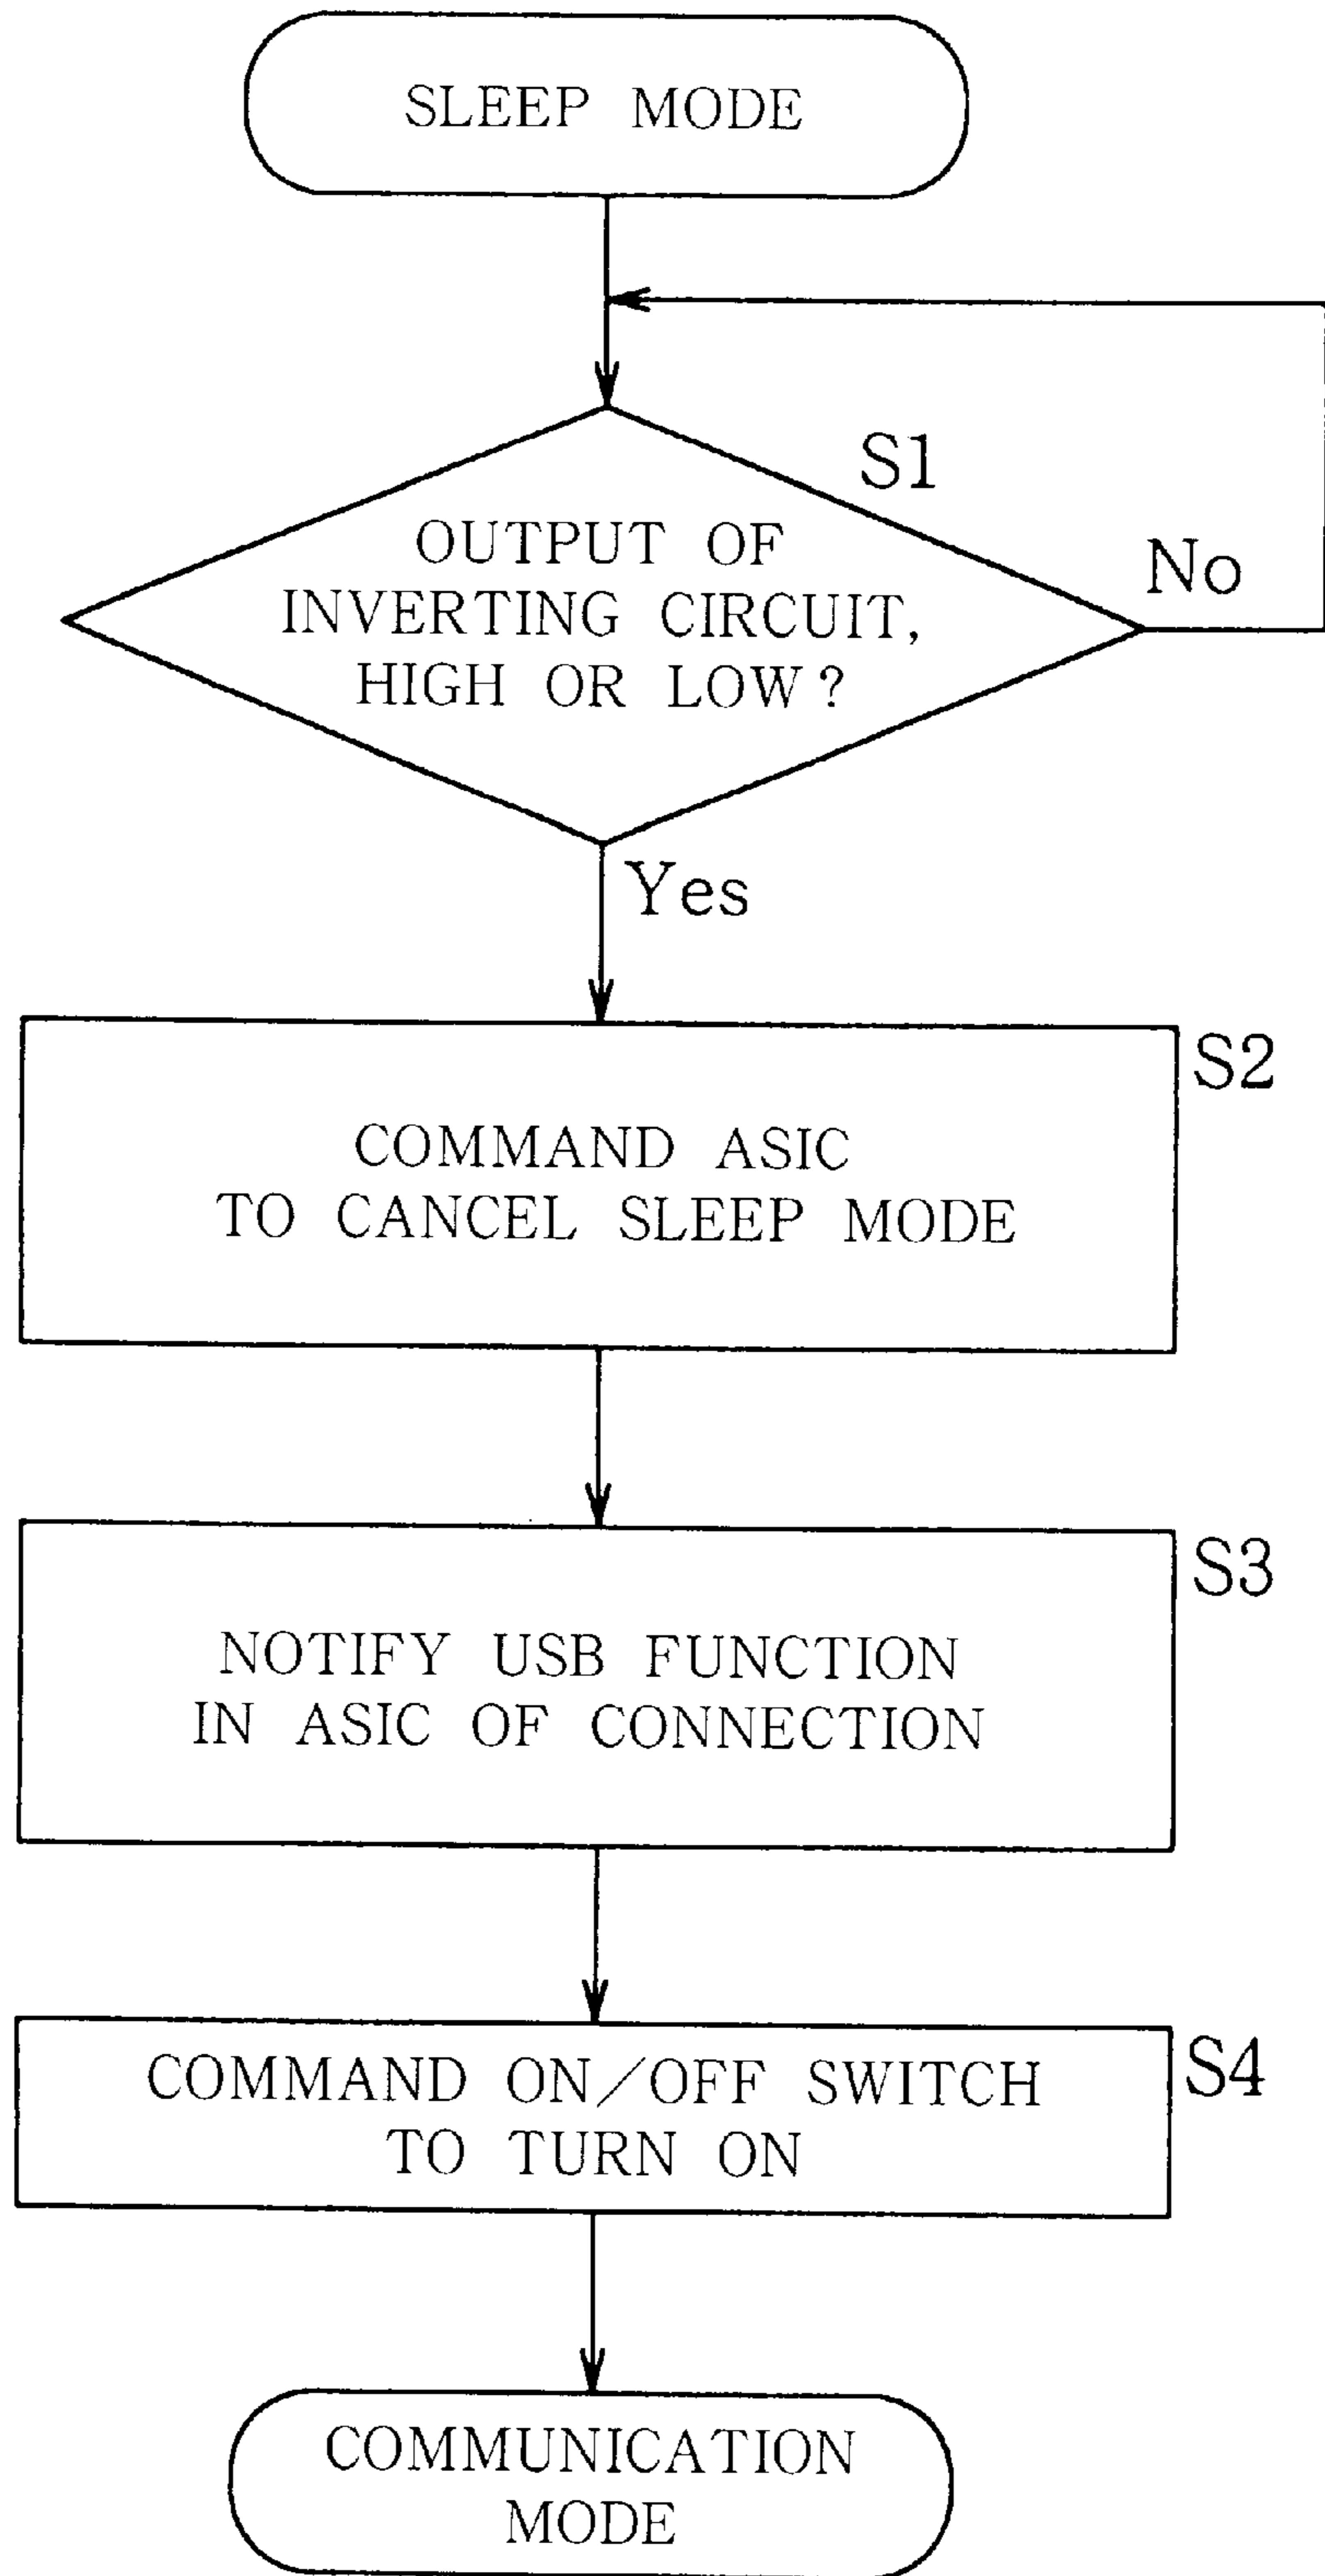 SLEEP MODE
S1
OUTPUT OF
INVERTING CIRCUIT,
HIGH OR LOW?
No
Yes
S2
COMMAND ASIC
TO CANCEL SLEEP MODE
S3
NOTIFY USB FUNCTION
IN ASIC OF CONNECTION
S4
COMMAND ON/OFF SWITCH
TO TURN ON
COMMUNICATION
MODE